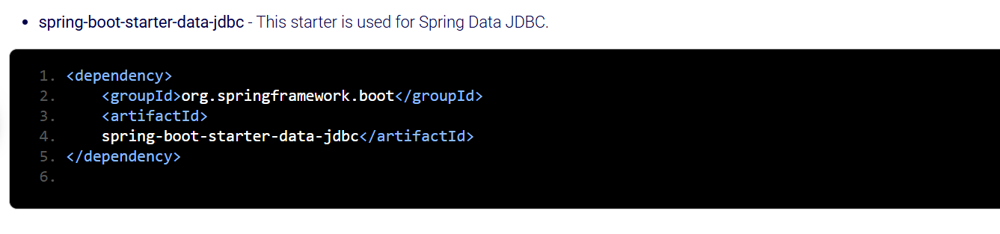 • spring-boot-starter-data-jdbc - This starter is used for Spring Data JDBC.
1. <dependency>
2.     <groupId>org.springframework.boot</groupId>
3.     <artifactId>
4.     spring-boot-starter-data-jdbc</artifactId>
5. </dependency>
6.